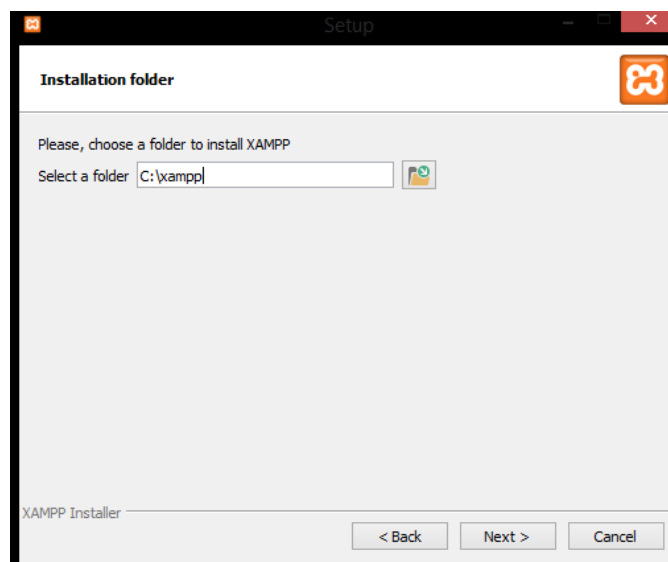 Setup
Installation folder
Please, choose a folder to install XAMPP
Select a folder C:\xampp
XAMPP Installer
< Back Next > Cancel